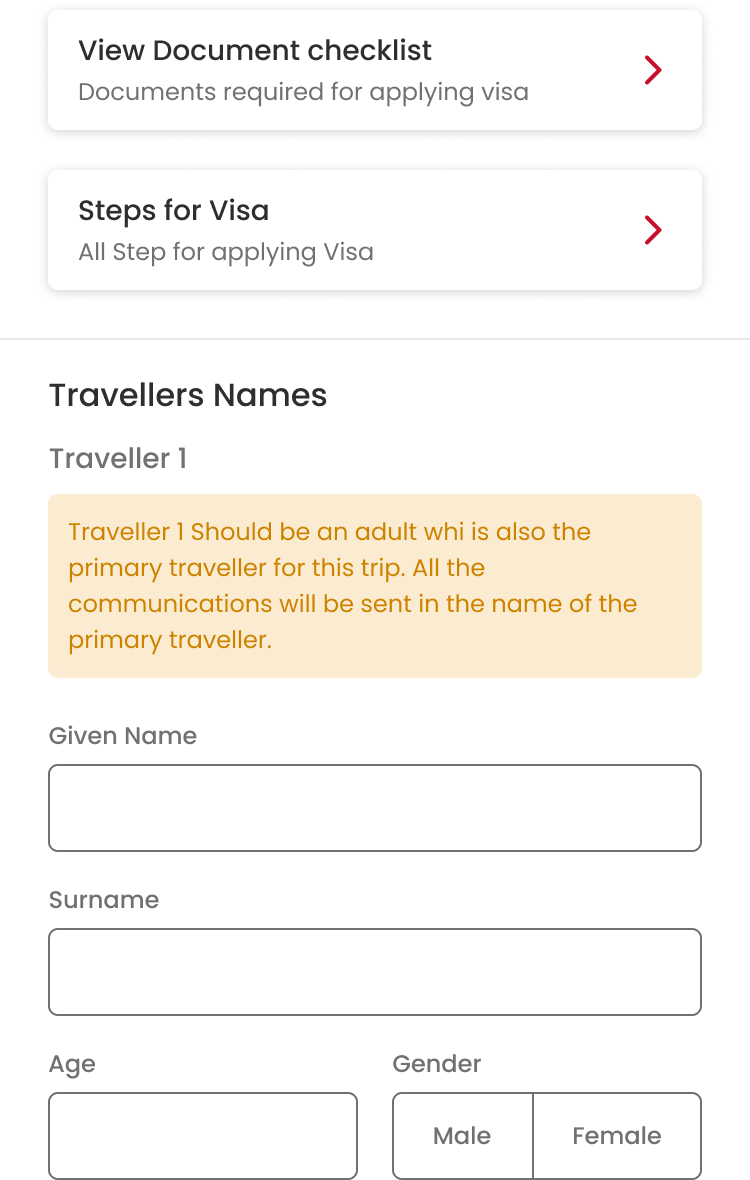 View Document checklist
Documents required for applying visa
Steps for Visa
All Step for applying Visa
Travellers Names
Traveller 1
Traveller 1 Should be an adult whi is also the
primary traveller for this trip. All the
communications will be sent in the name of the
primary traveller.
Given Name
Surname
Age Gender
Male Female